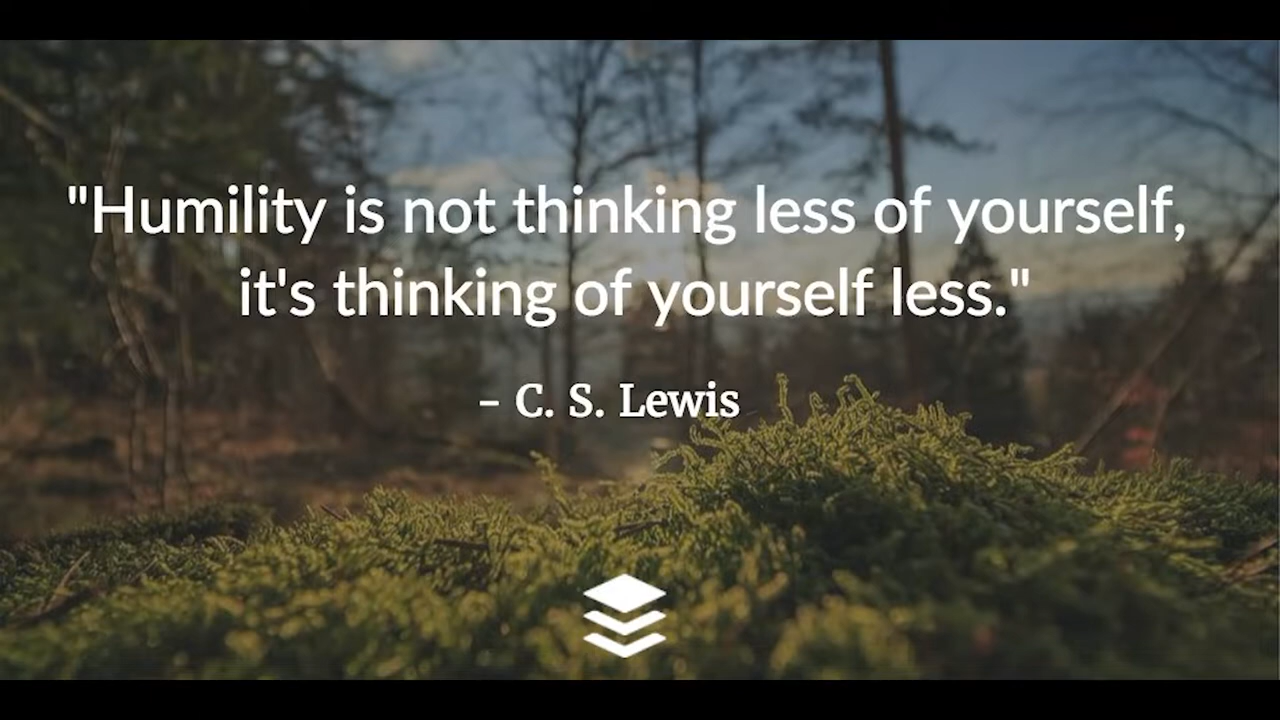 "Humility is not thinking less of yourself,
it's thinking of yourself less."
- C. S. Lewis